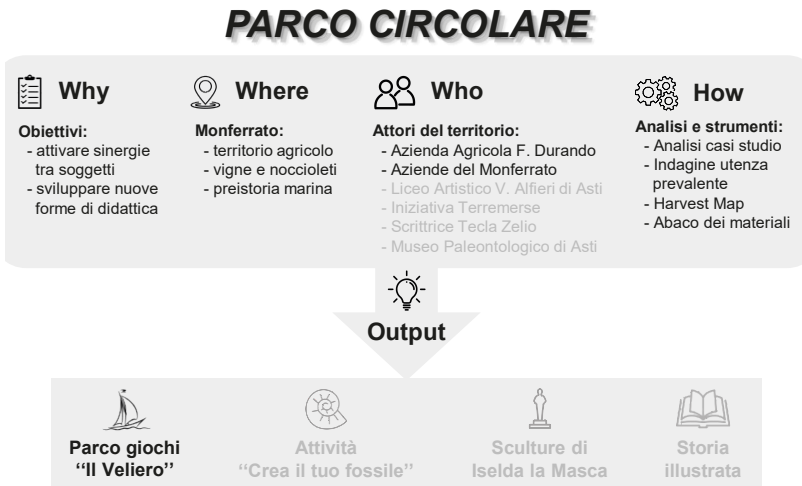 PARCO CIRCOLARE
Why
Obiettivi:
- attivare sinergie
tra soggetti
- sviluppare nuove
forme di didattica
Where
Monferrato:
- territorio agricolo
- vigne e noccioleti
- preistoria marina
Who
Attori del territorio:
- Azienda Agricola F. Durando
- Aziende del Monferrato
- Liceo Artistico V. Alfieri di Asti
- Iniziativa Terremerse
- Scrittrice Tecla Zelio
- Museo Paleontologico di Asti
How
Analisi e strumenti:
- Analisi casi studio
- Indagine utenza
prevalente
- Harvest Map
- Abaco dei materiali
Output
Parco giochi
‘‘Il Veliero’’
Attività
‘‘Crea il tuo fossile’’
Sculture di
Iselda la Masca
Storia
illustrata